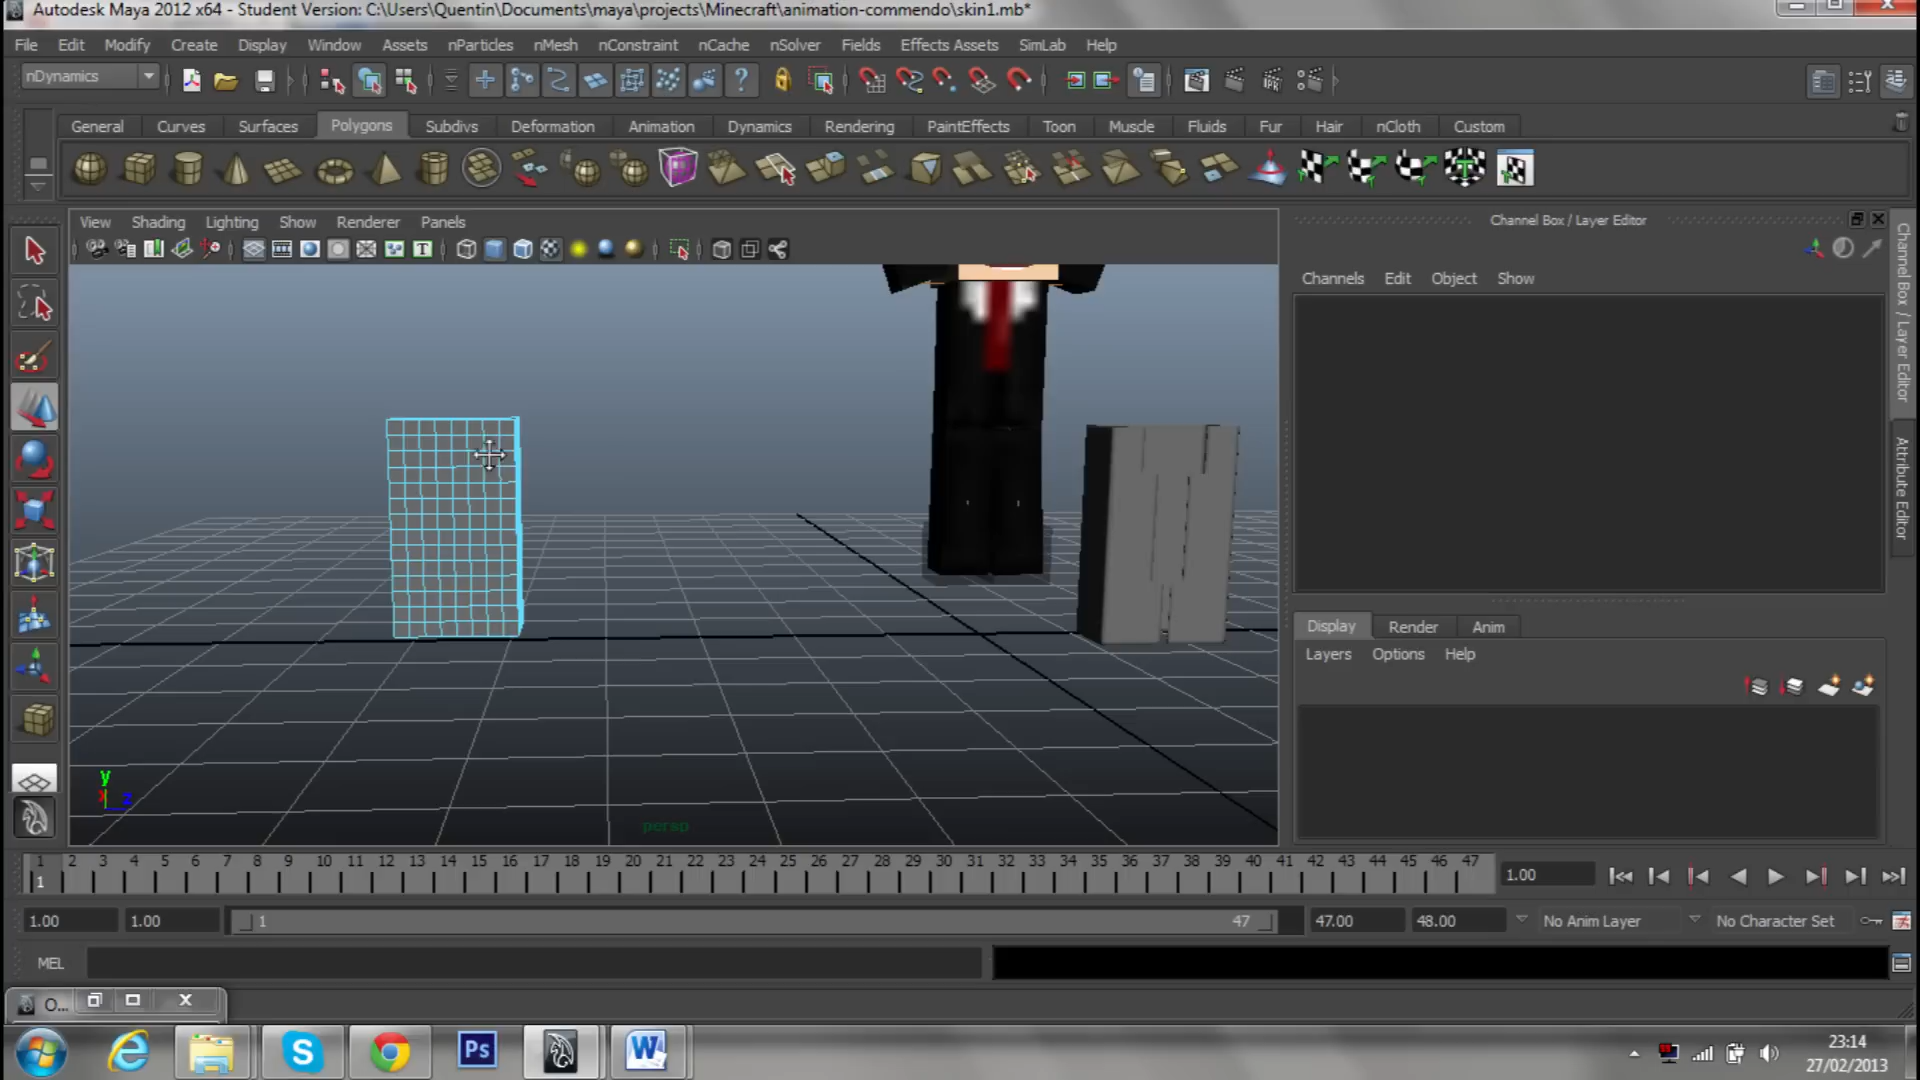 Autodesk Maya 2012 x64 - Student Version: C:\Users\Quentin\Documents\maya\projects\Minecraft\animation-commendo\skin1.mb*
File Edit Modify Create Display Window Assets nParticles nMesh nConstraint nCache nSolver Fields Effects Assets SimLab Help
nDynamics
General Curves Surfaces Polygons Subdivs Deformation Animation Dynamics Rendering PaintEffects Toon Muscle Fluids Fur Hair nCloth Custom
View Shading Lighting Show Renderer Panels
Channel Box / Layer Editor
Channels Edit Object Show
Channel Box / Layer Editor
Attribute Editor
Display Render Anim
Layers Options Help
y
x z
persp
1 2 3 4 5 6 7 8 9 10 11 12 13 14 15 16 17 18 19 20 21 22 23 24 25 26 27 28 29 30 31 32 33 34 35 36 37 38 39 40 41 42 43 44 45 46 47
1
1.00
1.00 1.00 1 47 47.00 48.00 No Anim Layer No Character Set
MEL
O...
Ps
23:14
27/02/2013